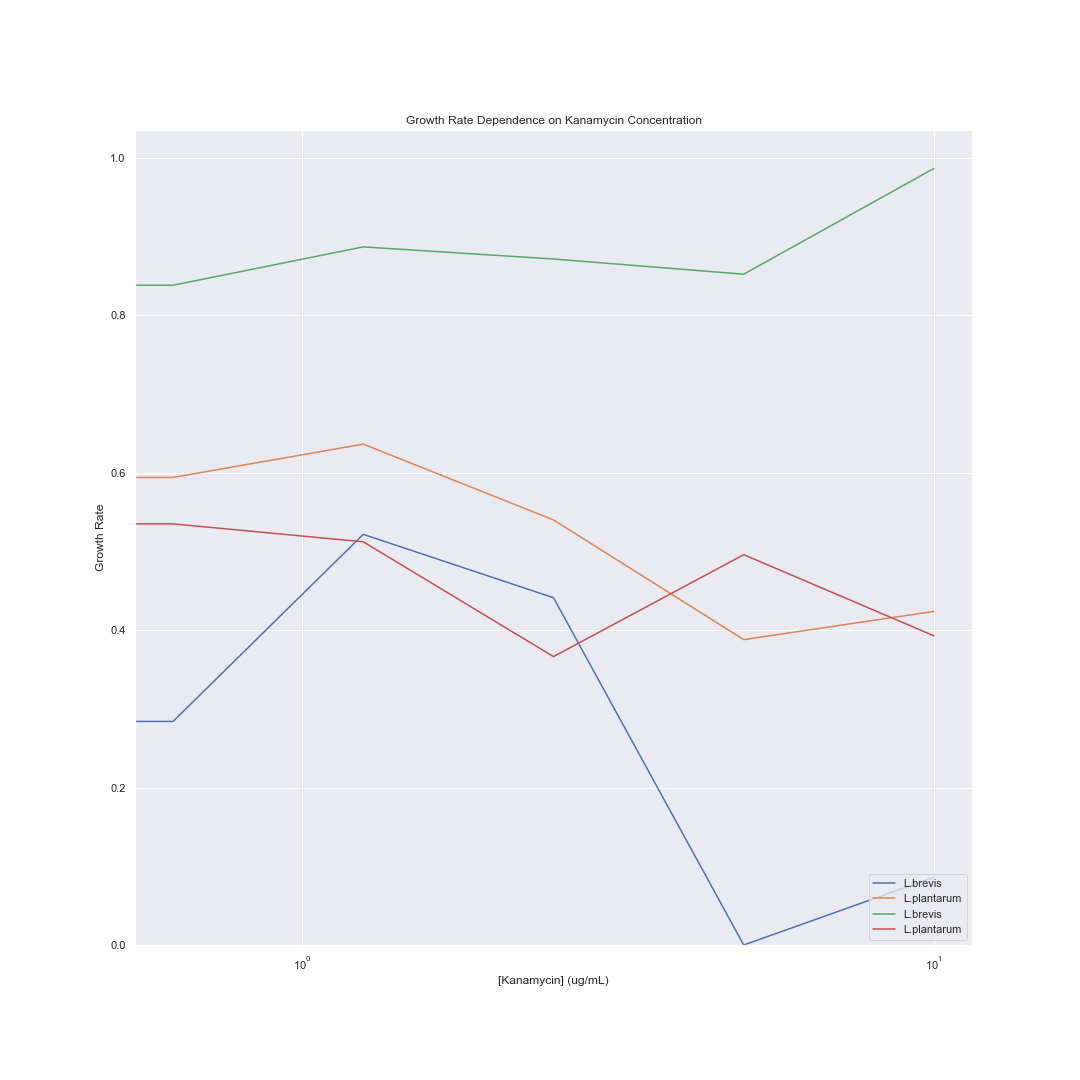 Growth Rate Dependence on Kanamycin Concentration
1.0
0.8
0.6
0.4
0.2
0.0
Growth Rate
10⁰
10¹
[Kanamycin] (ug/mL)
L.brevis
L.plantarum
L.brevis
L.plantarum